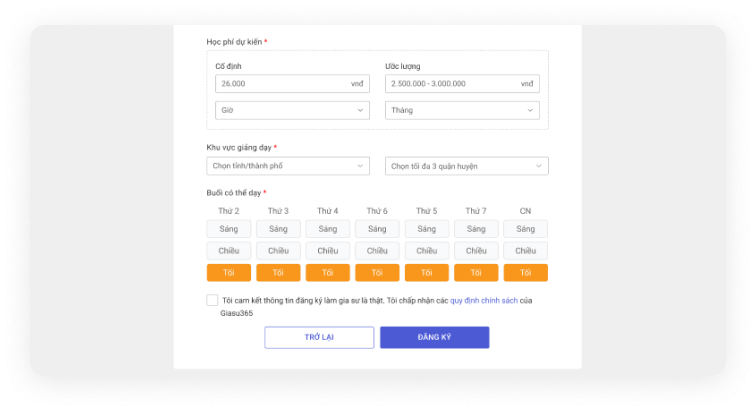 Học phí dự kiến *
Cố định
Ước lượng
26.000 vnđ
2.500.000 - 3.000.000 vnđ
Giờ
Tháng
Khu vực giảng dạy *
Chọn tỉnh/thành phố
Chọn tối đa 3 quận huyện
Buổi có thể dạy *
Thứ 2 Thứ 3 Thứ 4 Thứ 6 Thứ 5 Thứ 7 CN
Sáng Sáng Sáng Sáng Sáng Sáng Sáng
Chiều Chiều Chiều Chiều Chiều Chiều Chiều
Tối Tối Tối Tối Tối Tối Tối
Tôi cam kết thông tin đăng ký làm gia sư là thật. Tôi chấp nhận các quy định chính sách của
Giasu365
TRỞ LẠI
ĐĂNG KÝ